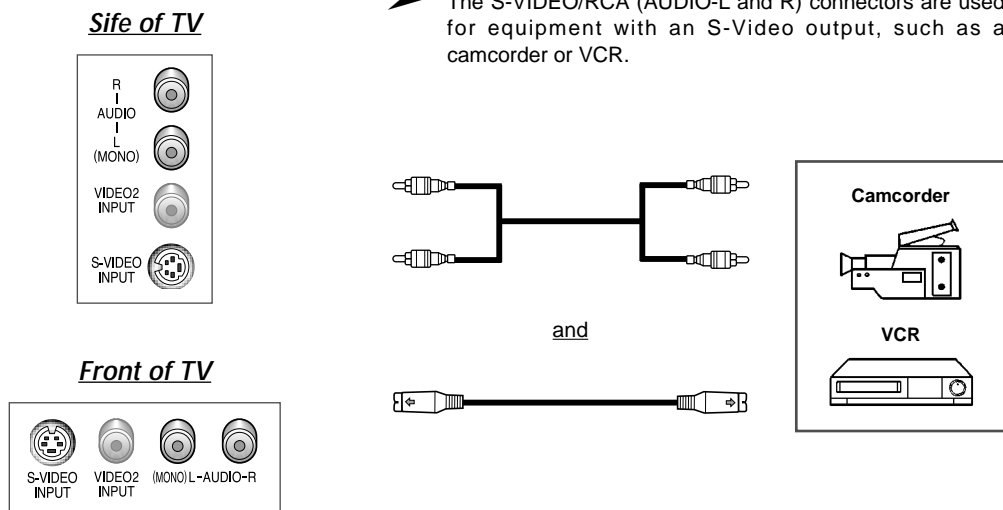 The S-VIDEO/RCA (AUDIO-L and R) connectors are used
for equipment with an S-Video output, such as a
camcorder or VCR.
Sife of TV
R
AUDIO
L
(MONO)
VIDEO2
INPUT
S-VIDEO
INPUT
and
Camcorder
VCR
Front of TV
S-VIDEO
INPUT
VIDEO2
INPUT
(MONO) L-AUDIO-R